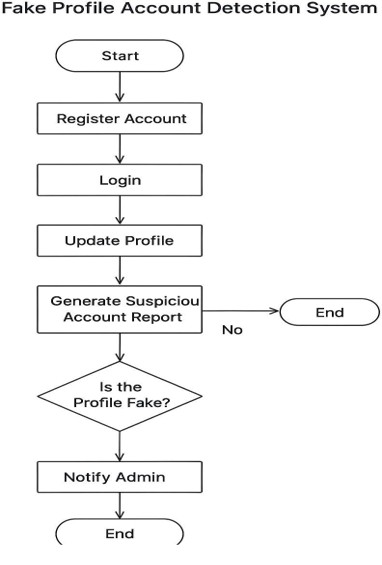 Fake Profile Account Detection System
Start
Register Account
Login
Update Profile
Generate Suspiciou
Account Report
No
End
Is the
Profile Fake?
Notify Admin
End